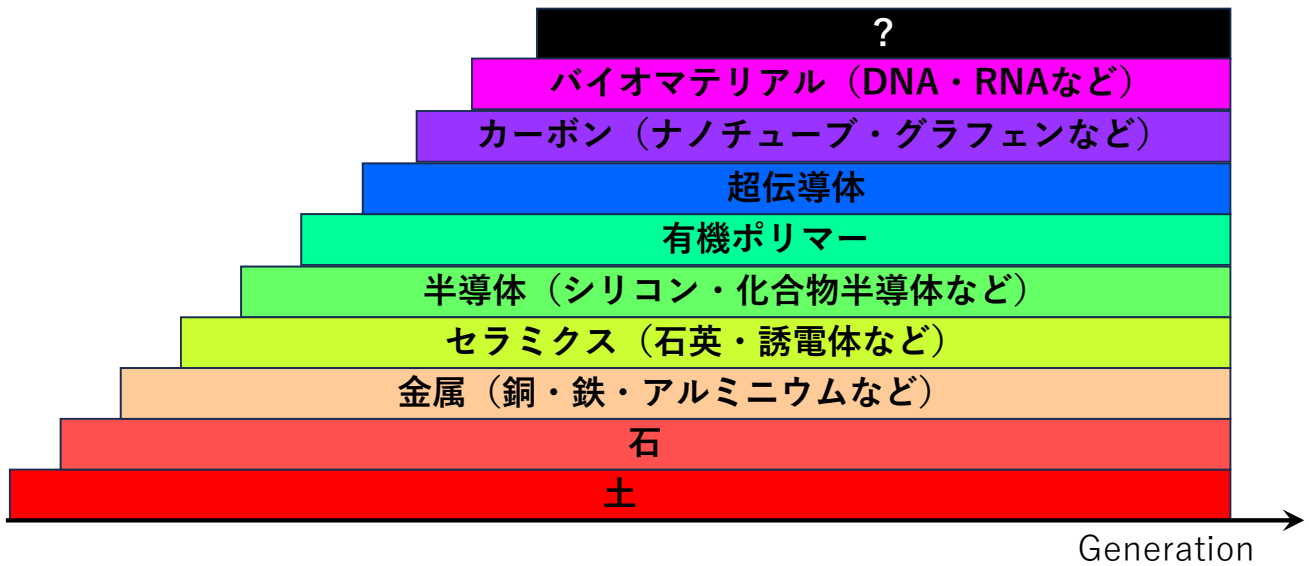 ?
バイオマテリアル（DNA・RNAなど）
カーボン（ナノチューブ・グラフェンなど）
超伝導体
有機ポリマー
半導体（シリコン・化合物半導体など）
セラミクス（石英・誘電体など）
金属（銅・鉄・アルミニウムなど）
石
土
Generation